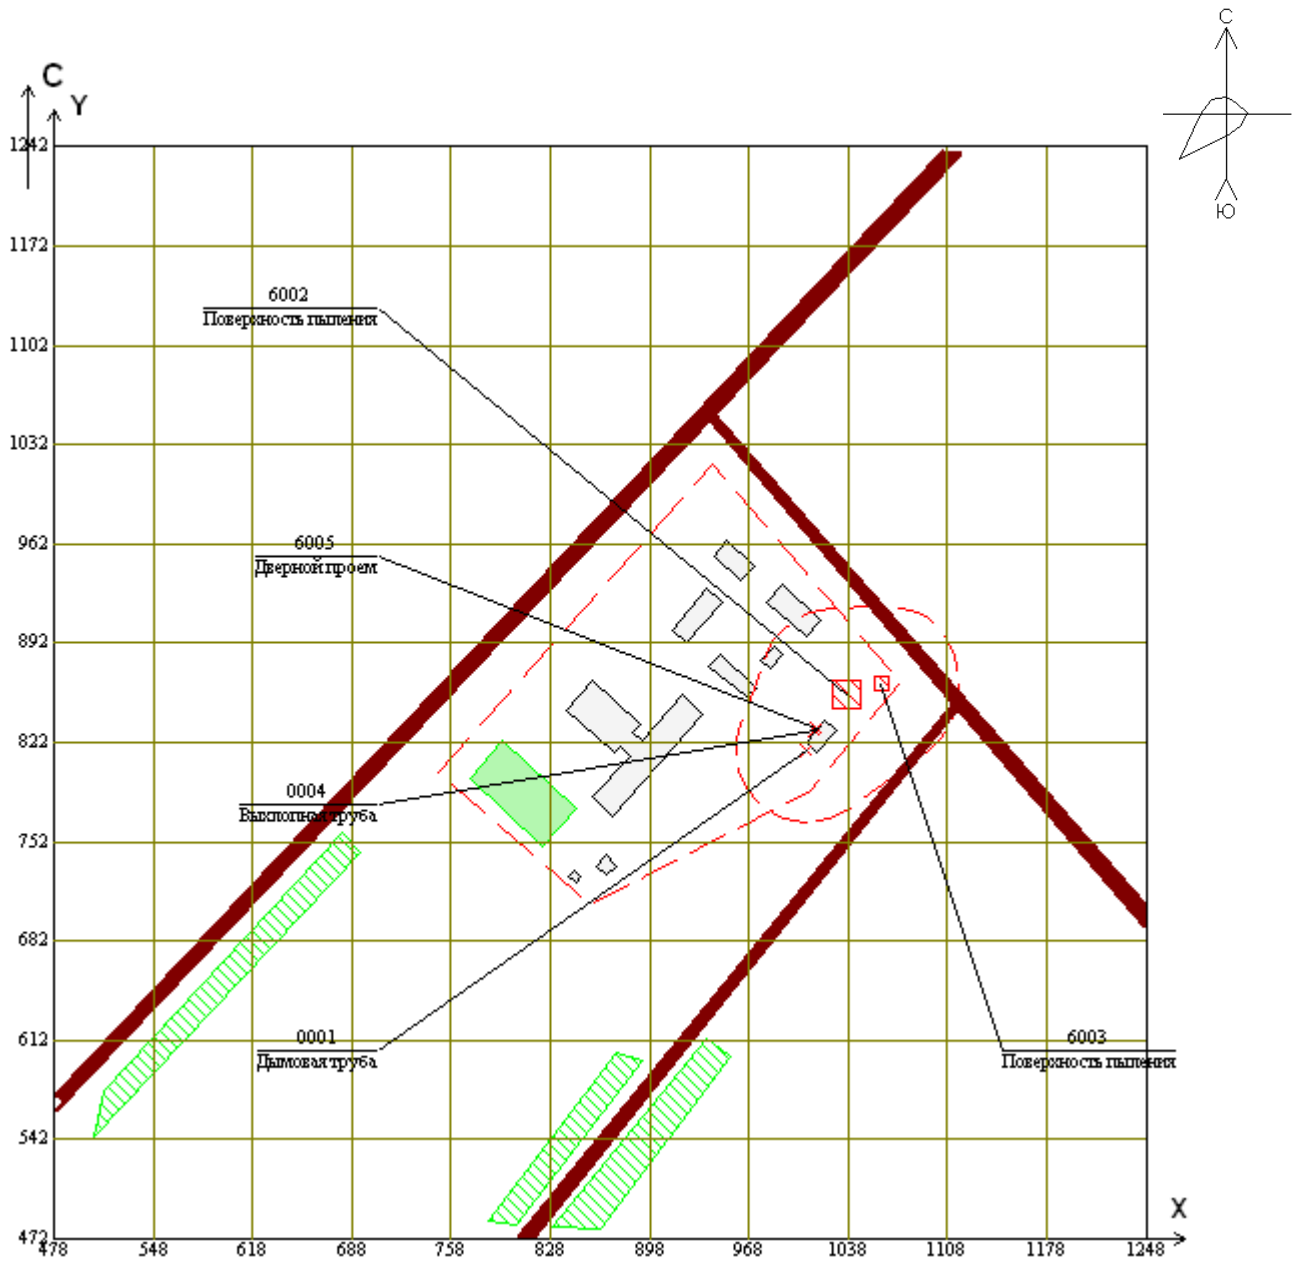 С
Ю
С
Y
1242
1172
1102
1032
962
892
822
752
682
612
542
472
6002
Поверхность пыления
6005
Дверной проем
0004
Выхлопная труба
0001
Дымовая труба
6003
Поверхность пыления
X
478 548 618 688 758 828 898 968 1038 1108 1178 1248